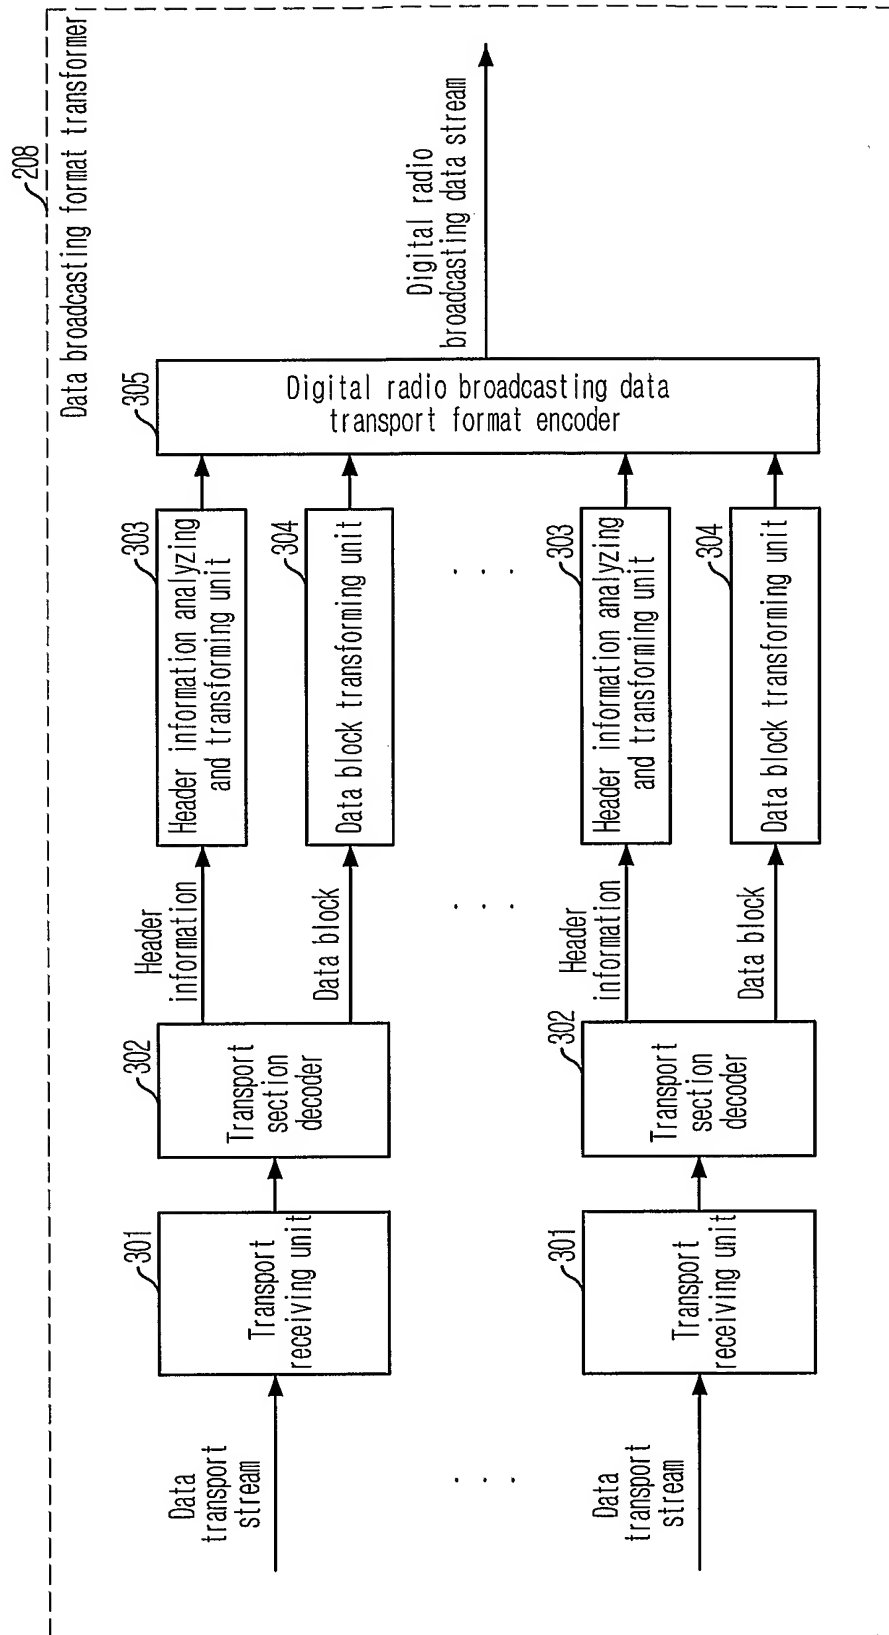 208
Data broadcasting format transformer
Data
transport
stream
301
Transport
receiving unit
302
Transport
section
decoder
Header
information
Data block
303
Header information analyzing
and transforming unit
304
Data block transforming unit
305
Digital radio broadcasting data
transport format encoder
Digital radio
broadcasting data stream
. . .
. . .
. . .
Data
transport
stream
301
Transport
receiving unit
302
Transport
section
decoder
Header
information
Data block
303
Header information analyzing
and transforming unit
304
Data block transforming unit